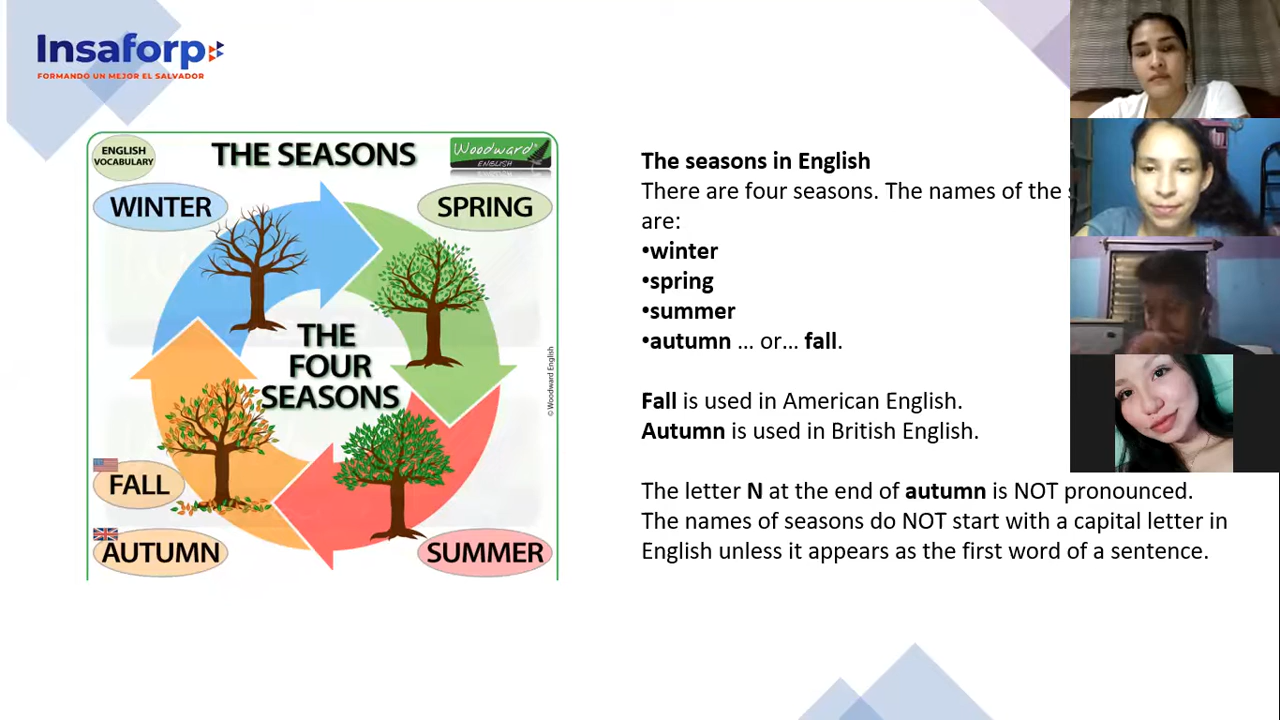 Insaforp
FORMANDO UN MEJOR EL SALVADOR
ENGLISH
VOCABULARY
THE SEASONS
Woodward®
ENGLISH
WINTER
SPRING
THE
FOUR
SEASONS
FALL
AUTUMN
SUMMER
© Woodward English
The seasons in English
There are four seasons. The names of the
are:
•winter
•spring
•summer
•autumn … or… fall.
Fall is used in American English.
Autumn is used in British English.
The letter N at the end of autumn is NOT pronounced.
The names of seasons do NOT start with a capital letter in
English unless it appears as the first word of a sentence.